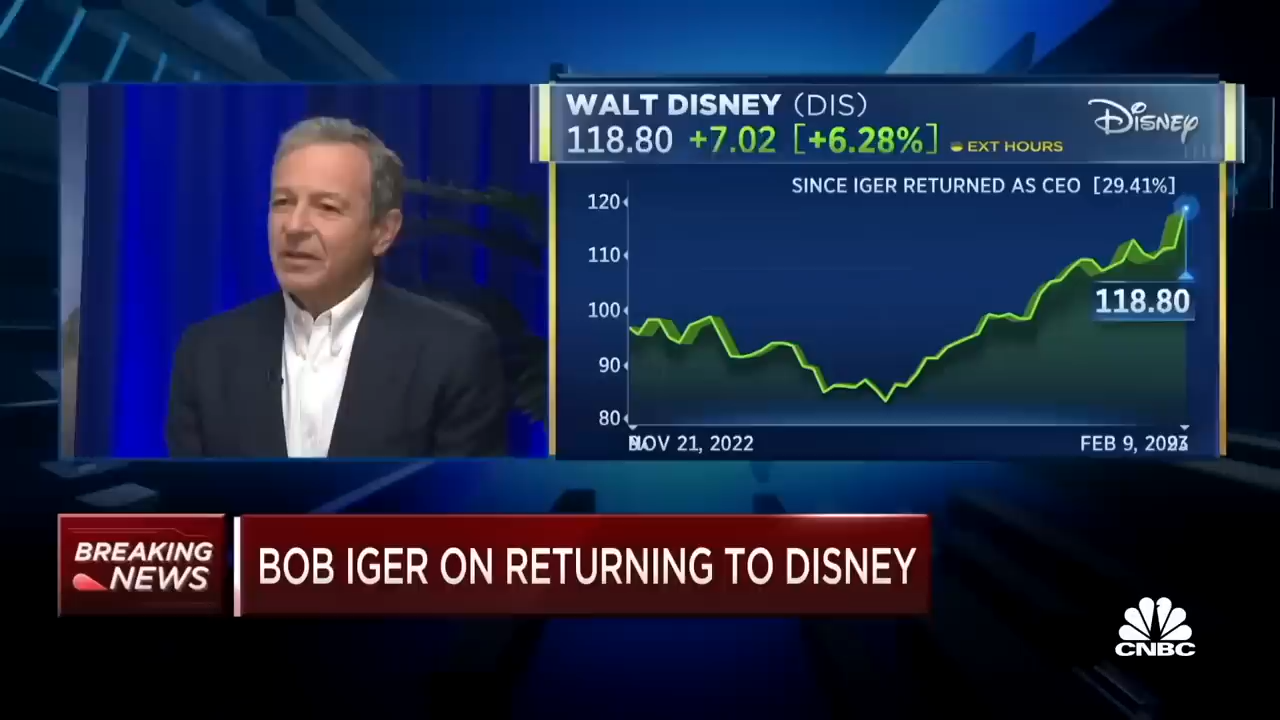 WALT DISNEY (DIS)
118.80 +7.02 [+6.28%] EXT HOURS
Disney
SINCE IGER RETURNED AS CEO [29.41%]
120
110
100
90
80
118.80
NOV 21, 2022
FEB 9,
BREAKING
NEWS
BOB IGER ON RETURNING TO DISNEY
CNBC